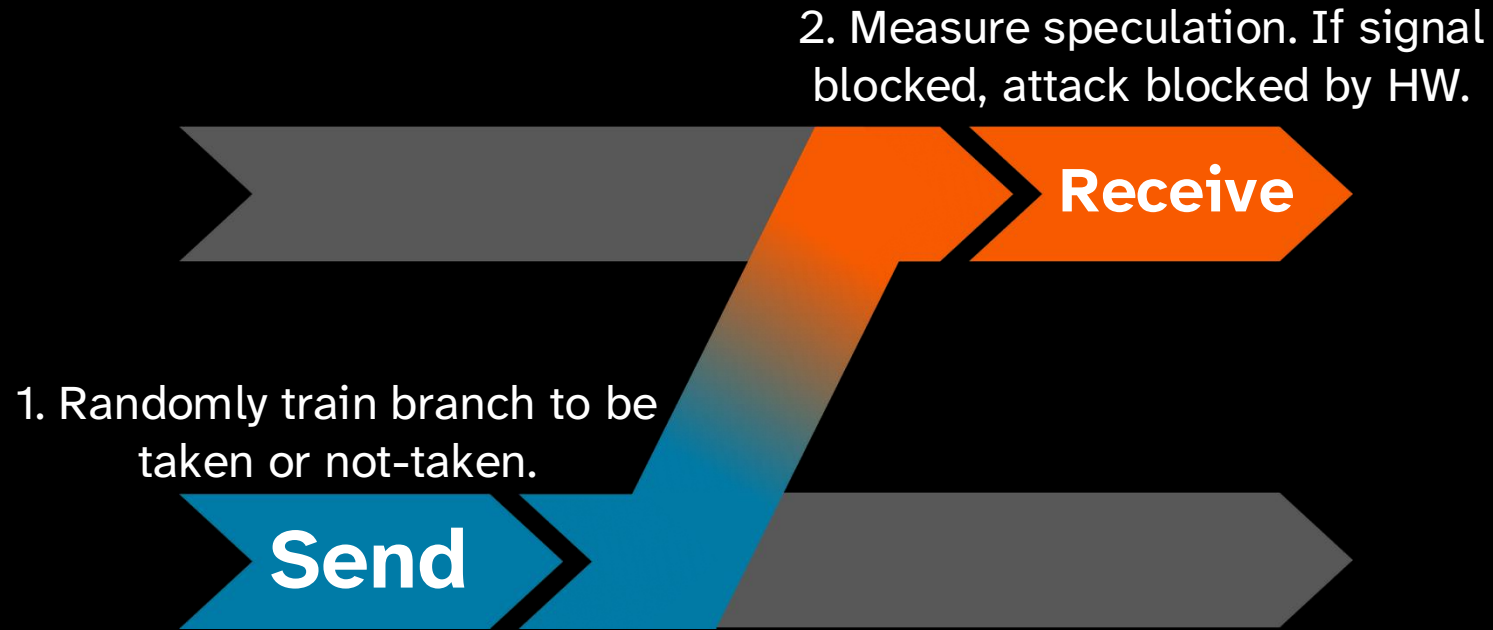 2. Measure speculation. If signal
blocked, attack blocked by HW.
Receive
1. Randomly train branch to be
taken or not-taken.
Send